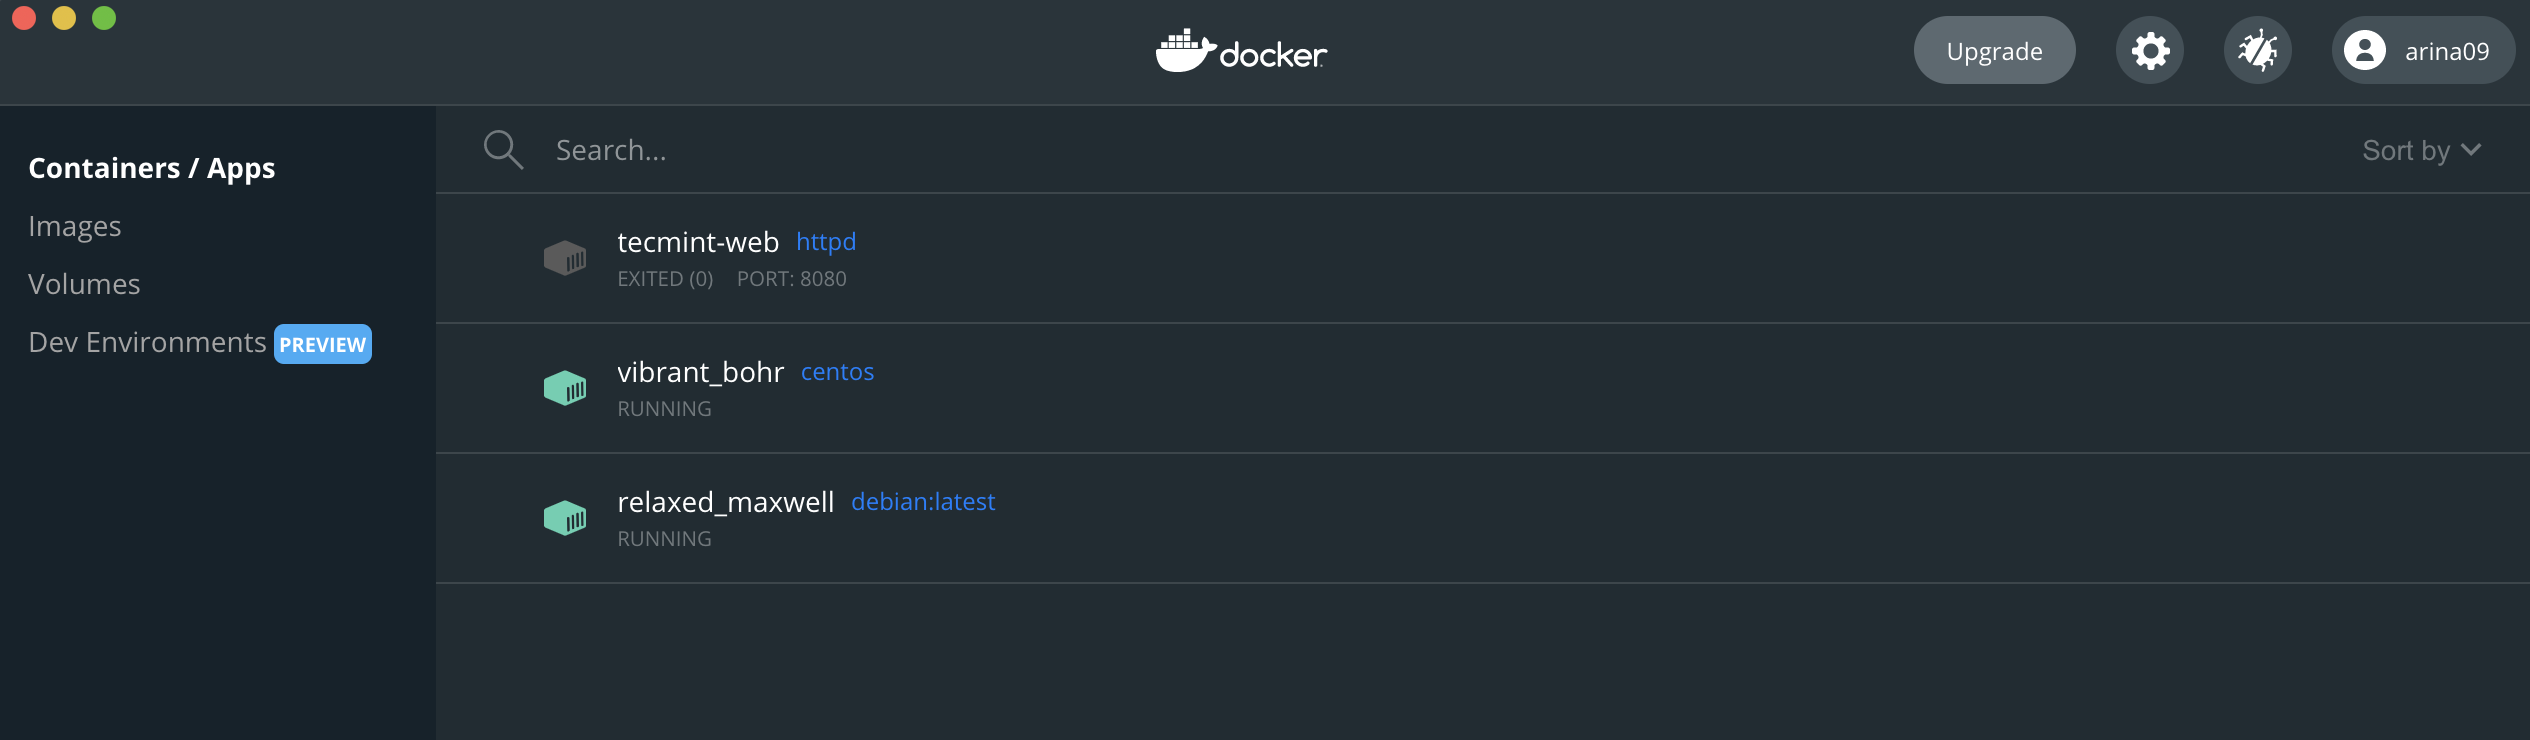 docker
Upgrade
arina09
Containers / Apps
Images
Volumes
Dev Environments PREVIEW
Search...
Sort by
tecmint-web httpd
EXITED (0) PORT: 8080
vibrant_bohr centos
RUNNING
relaxed_maxwell debian:latest
RUNNING